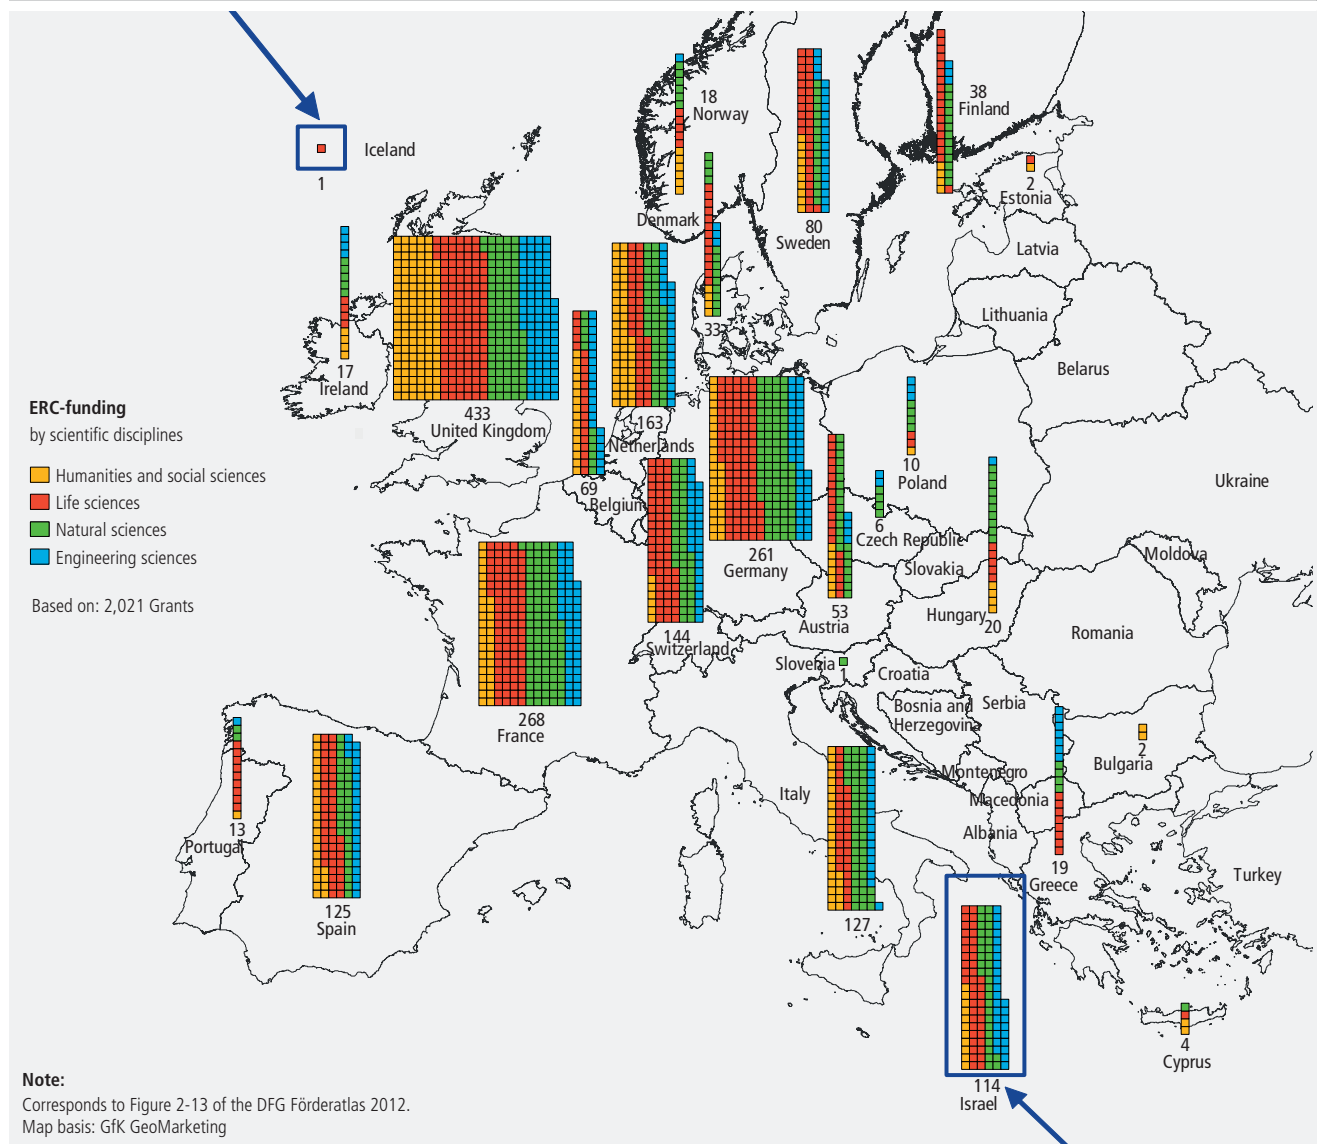 18
Norway
38
Finland
Iceland
1
2
Estonia
Denmark
80
Sweden
Latvia
Lithuania
33
Belarus
17
Ireland
433
United Kingdom
163
Netherlands
ERC-funding
by scientific disciplines
Humanities and social sciences
Life sciences
Natural sciences
Engineering sciences
Based on: 2,021 Grants
10
Poland
69
Belgium
6
Czech Republic
Ukraine
261
Germany
Slovakia
Moldova
53
Austria
Hungary
20
Romania
144
Switzerland
Slovenia
1
Croatia
Bosnia and
Herzegovina
Serbia
268
France
2
Bulgaria
Montenegro
Macedonia
Italy
Albania
13
Portugal
19
Greece
Turkey
125
Spain
127
4
Cyprus
114
Israel
Note:
Corresponds to Figure 2-13 of the DFG Förderatlas 2012.
Map basis: GfK GeoMarketing